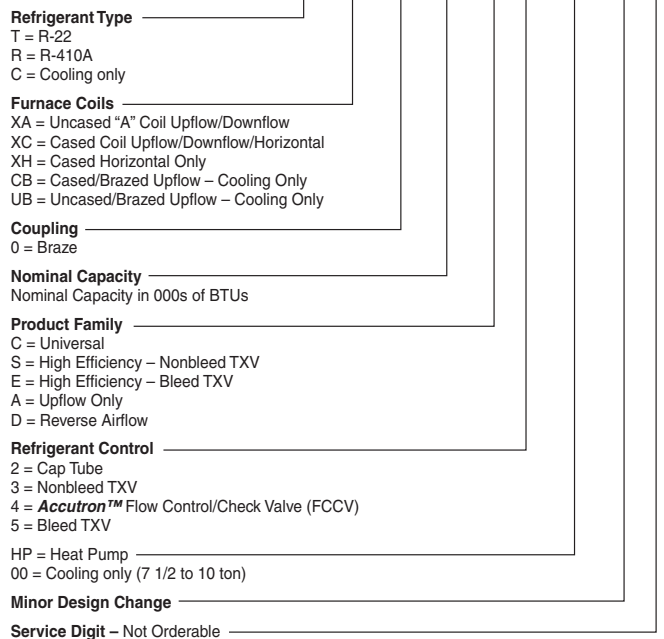 Refrigerant Type
T = R-22
R = R-410A
C = Cooling only
Furnace Coils
XA = Uncased “A” Coil Upflow/Downflow
XC = Cased Coil Upflow/Downflow/Horizontal
XH = Cased Horizontal Only
CB = Cased/Brazed Upflow – Cooling Only
UB = Uncased/Brazed Upflow – Cooling Only
Coupling
0 = Braze
Nominal Capacity
Nominal Capacity in 000s of BTUs
Product Family
C = Universal
S = High Efficiency – Nonbleed TXV
E = High Efficiency – Bleed TXV
A = Upflow Only
D = Reverse Airflow
Refrigerant Control
2 = Cap Tube
3 = Nonbleed TXV
4 = Accutron™ Flow Control/Check Valve (FCCV)
5 = Bleed TXV
HP = Heat Pump
00 = Cooling only (7 1/2 to 10 ton)
Minor Design Change
Service Digit – Not Orderable